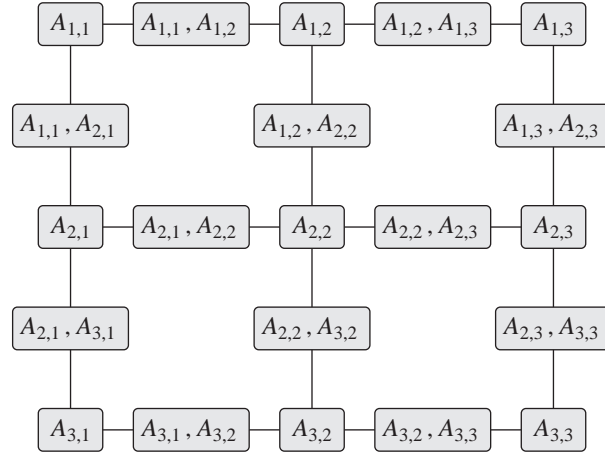 A1,1 A1,1 , A1,2 A1,2 A1,2 , A1,3 A1,3
A1,1 , A2,1 A1,2 , A2,2 A1,3 , A2,3
A2,1 A2,1 , A2,2 A2,2 A2,2 , A2,3 A2,3
A2,1 , A3,1 A2,2 , A3,2 A2,3 , A3,3
A3,1 A3,1 , A3,2 A3,2 A3,2 , A3,3 A3,3